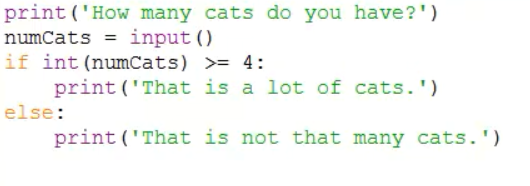 print('How many cats do you have?')
numCats = input()
if int(numCats) >= 4:
    print('That is a lot of cats.')
else:
    print('That is not that many cats.')